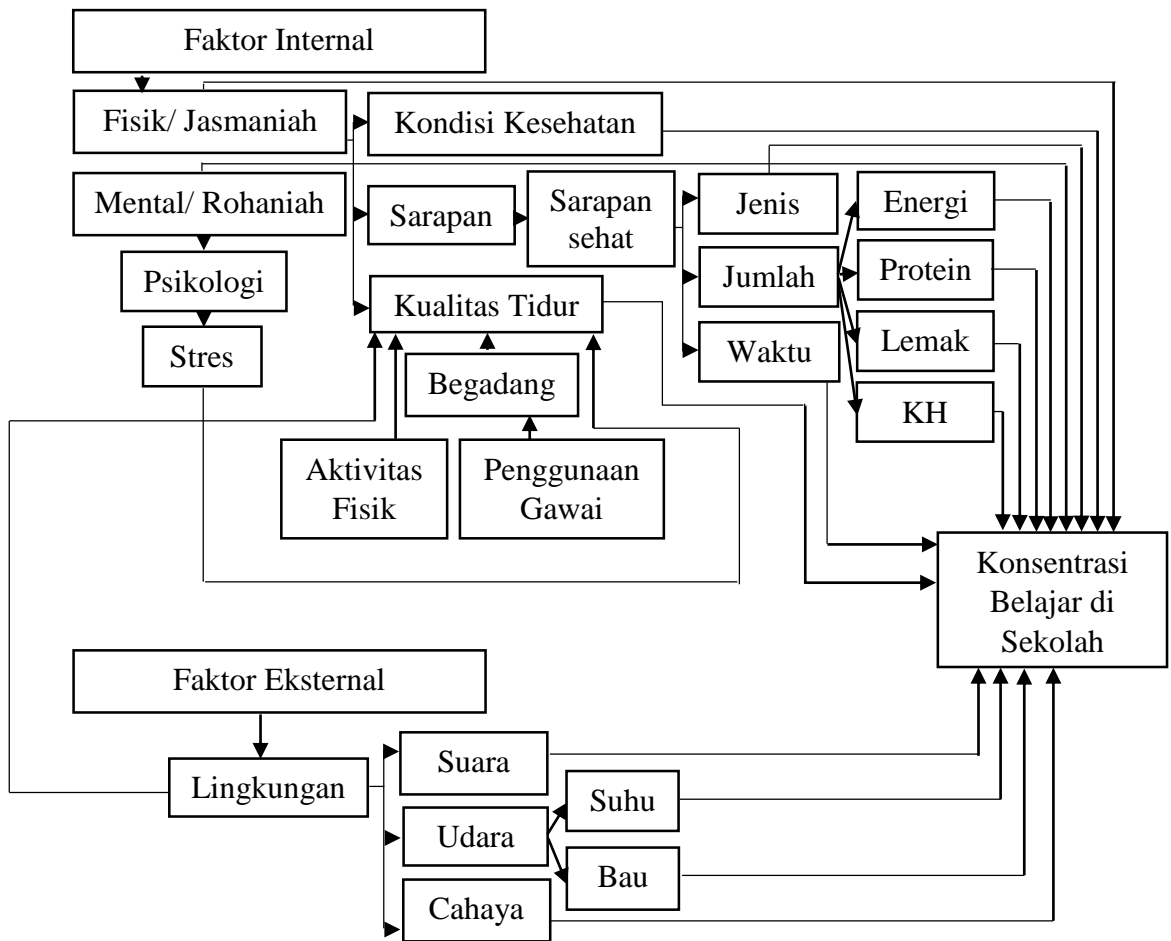 Faktor Internal
Fisik/ Jasmaniah
Kondisi Kesehatan
Mental/ Rohaniah
Sarapan
Sarapan
sehat
Jenis
Energi
Psikologi
Kualitas Tidur
Jumlah
Protein
Stres
Begadang
Waktu
Lemak
KH
Aktivitas
Fisik
Penggunaan
Gawai
Konsentrasi
Belajar di
Sekolah
Faktor Eksternal
Lingkungan
Suara
Suhu
Udara
Bau
Cahaya